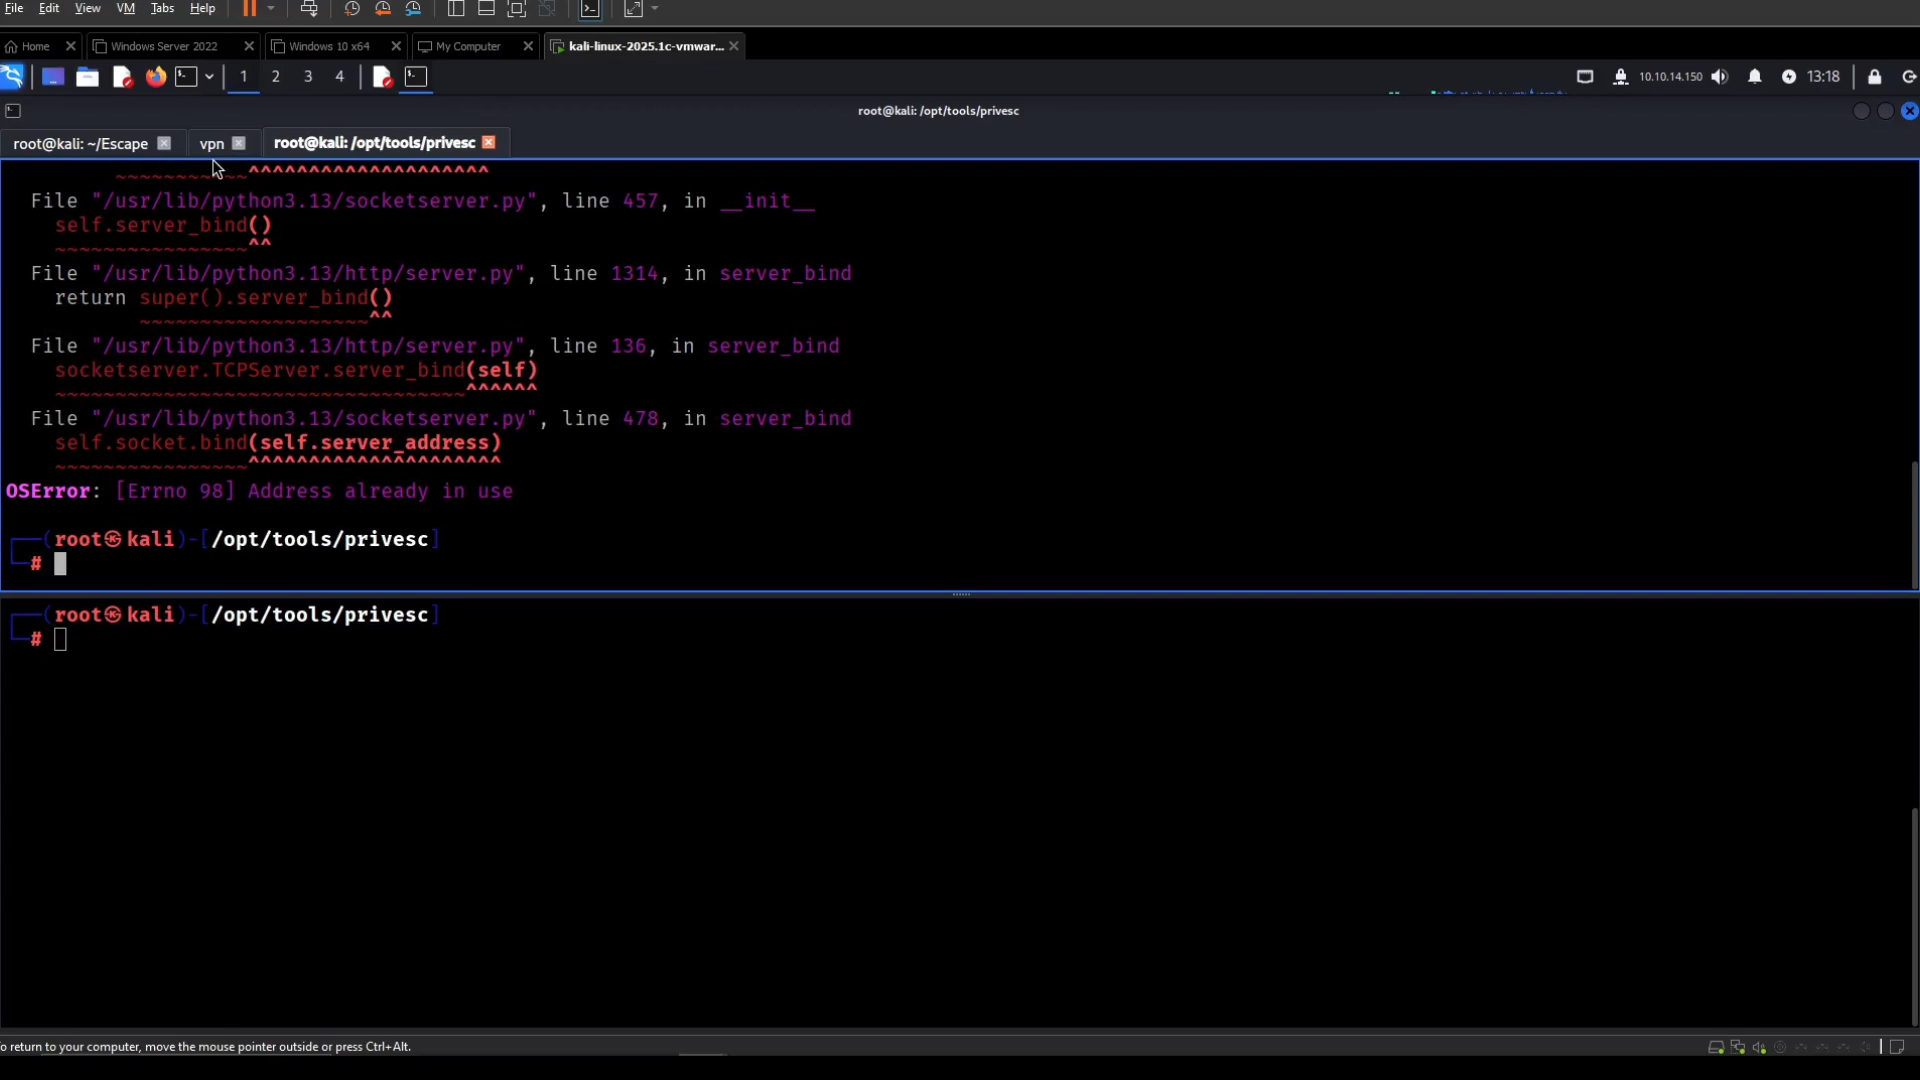 File Edit View VM Tabs Help
Home Windows Server 2022 Windows 10 x64 My Computer kali-linux-2025.1c-vmwar...
1 2 3 4 10.10.14.150 13:18
root@kali: /opt/tools/privesc
root@kali: ~/Escape vpn root@kali: /opt/tools/privesc
~~~~~~~~~~~^^^^^^^^^^^^^^^^^^^^
File "/usr/lib/python3.13/socketserver.py", line 457, in __init__
self.server_bind()
~~~~~~~~~~~~~~~~^^
File "/usr/lib/python3.13/http/server.py", line 1314, in server_bind
return super().server_bind()
~~~~~~~~~~~~~~~~~~~^^
File "/usr/lib/python3.13/http/server.py", line 136, in server_bind
socketserver.TCPServer.server_bind(self)
~~~~~~~~~~~~~~~~~~~~~~~~~~~~~~~~~~^^^^^^
File "/usr/lib/python3.13/socketserver.py", line 478, in server_bind
self.socket.bind(self.server_address)
~~~~~~~~~~~~~~~~^^^^^^^^^^^^^^^^^^^^^
OSError: [Errno 98] Address already in use
┌──(root㉿kali)-[/opt/tools/privesc]
└─#
┌──(root㉿kali)-[/opt/tools/privesc]
└─#
o return to your computer, move the mouse pointer outside or press Ctrl+Alt.